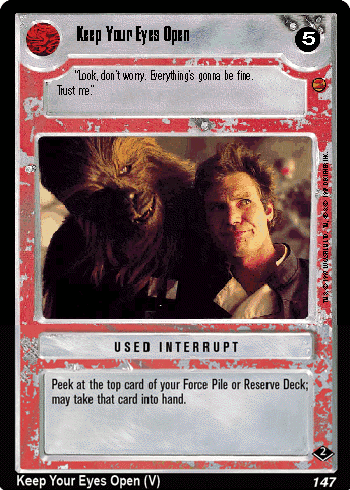 Keep Your Eyes Open
5
"Look, don't worry. Everything's gonna be fine.
Trust me."
USED INTERRUPT
Peek at the top card of your Force Pile or Reserve Deck;
may take that card into hand.
2
Keep Your Eyes Open (V)
147